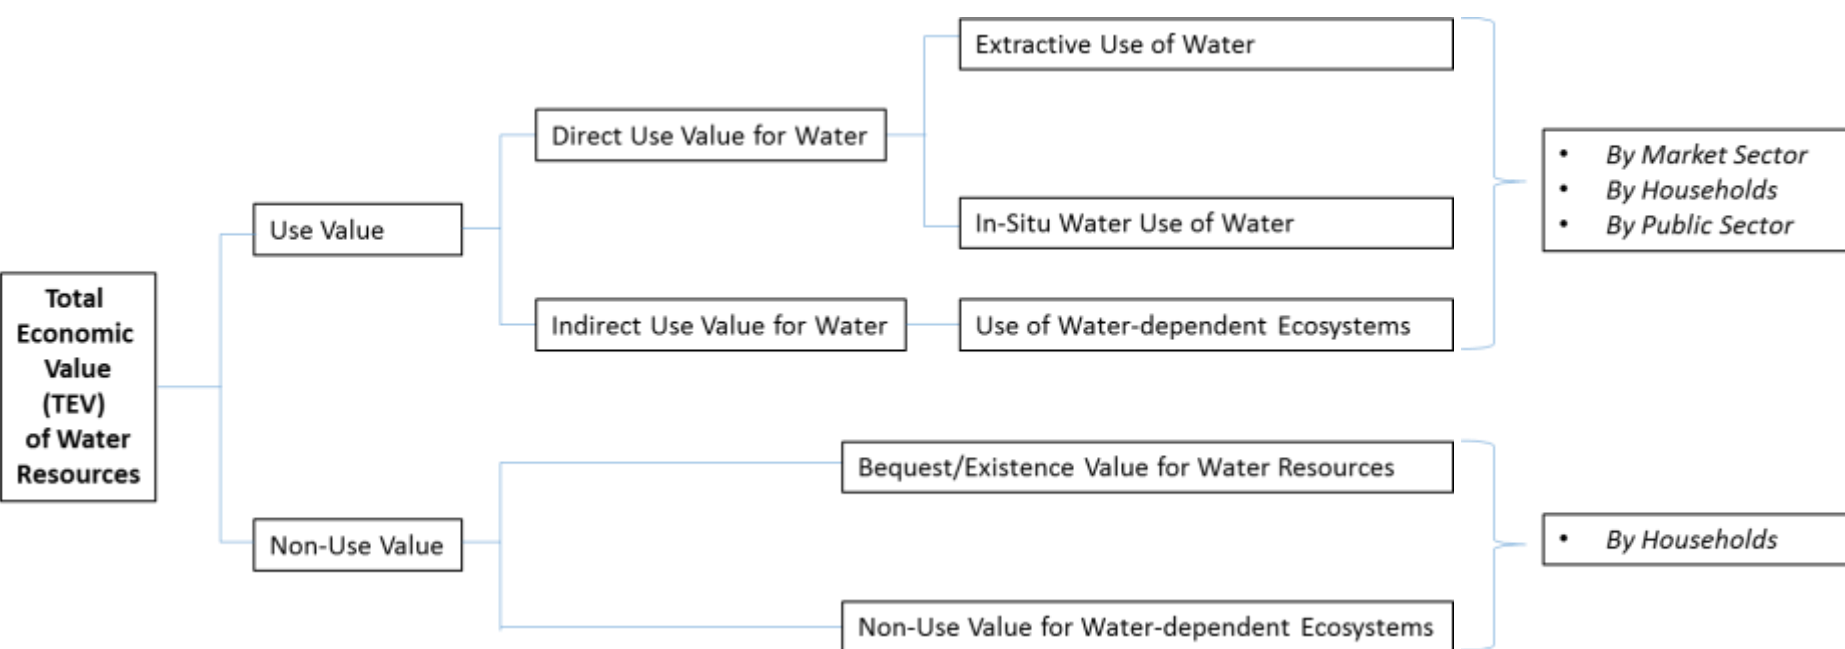 Extractive Use of Water
Direct Use Value for Water
• By Market Sector
• By Households
• By Public Sector
In-Situ Water Use of Water
Use Value
Total
Economic
Value
(TEV)
of Water
Resources
Indirect Use Value for Water
Use of Water-dependent Ecosystems
Bequest/Existence Value for Water Resources
Non-Use Value
• By Households
Non-Use Value for Water-dependent Ecosystems